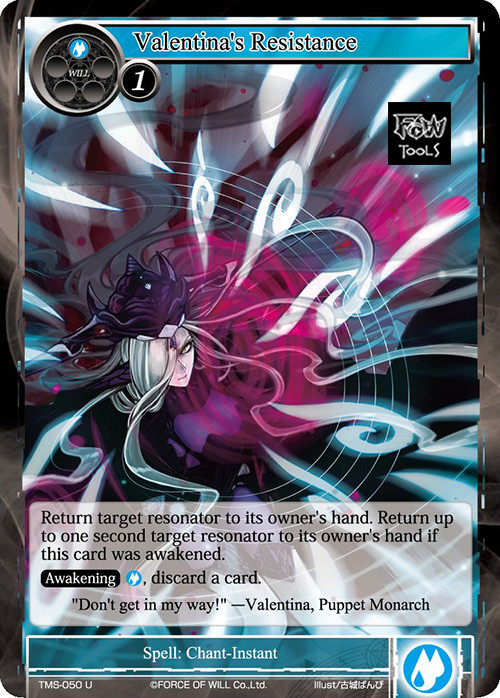 Valentina's Resistance
WILL
1
FOW
TOOLS
Return target resonator to its owner's hand. Return up
to one second target resonator to its owner's hand if
this card was awakened.
Awakening , discard a card.
"Don't get in my way!" —Valentina, Puppet Monarch
Spell: Chant-Instant
TMS-050 U ©FORCE OF WILL Co.,Ltd. Illust/古城ばんび